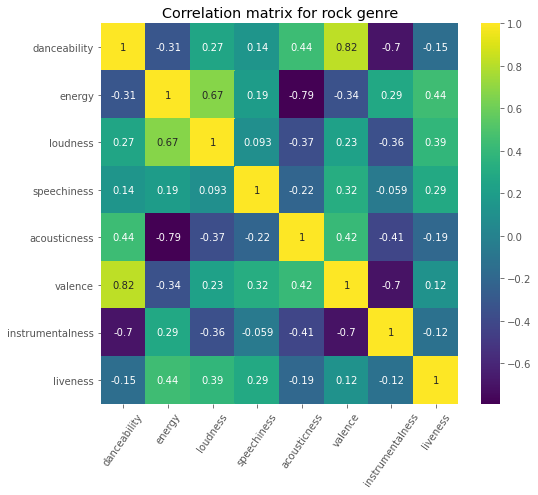 Correlation matrix for rock genre
danceability 1 -0.31 0.27 0.14 0.44 0.82 -0.7 -0.15
energy -0.31 1 0.67 0.19 -0.79 -0.34 0.29 0.44
loudness 0.27 0.67 1 0.093 -0.37 0.23 -0.36 0.39
speechiness 0.14 0.19 0.093 1 -0.22 0.32 -0.059 0.29
acousticness 0.44 -0.79 -0.37 -0.22 1 0.42 -0.41 -0.19
valence 0.82 -0.34 0.23 0.32 0.42 1 -0.7 0.12
instrumentalness -0.7 0.29 -0.36 -0.059 -0.41 -0.7 1 -0.12
liveness -0.15 0.44 0.39 0.29 -0.19 0.12 -0.12 1
danceability energy loudness speechiness acousticness valence instrumentalness liveness
1.0
0.8
0.6
0.4
0.2
0.0
−0.2
−0.4
−0.6